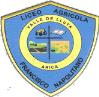 LICEO AGRICOLA
VALLE DE LLUTA
ARICA
FRANCISCO NAPOLITANO